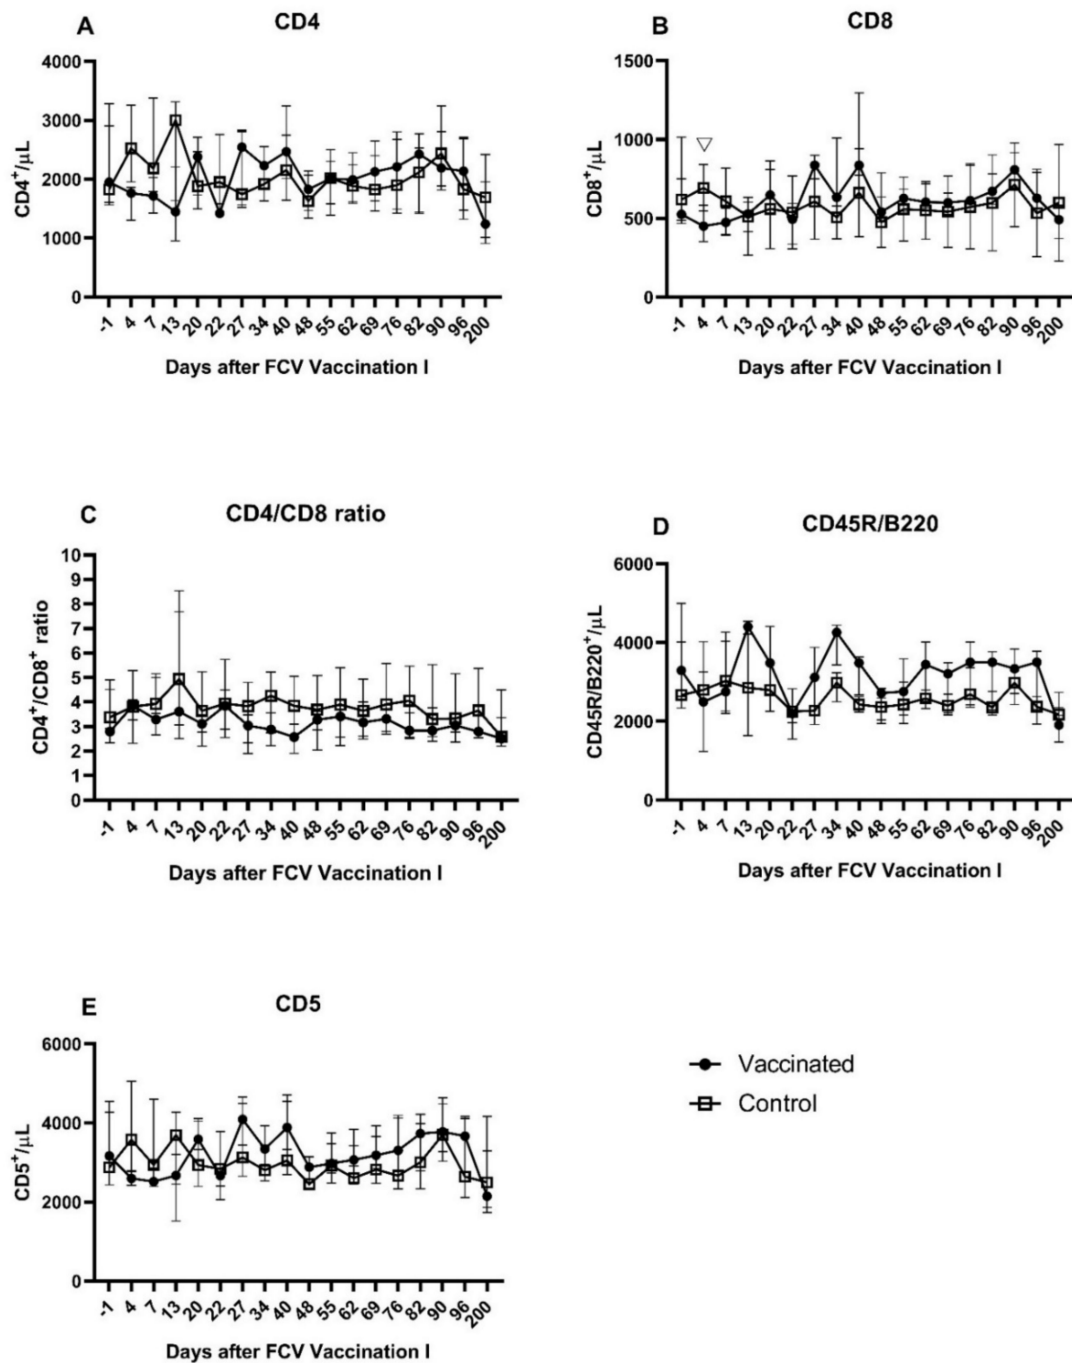 A CD4
CD4+/µL
4000
3000
2000
1000
0
-1 4 7 13 20 22 27 34 40 48 55 62 69 76 82 90 96 200
Days after FCV Vaccination I
B CD8
CD8+/µL
1500
1000
500
0
-1 4 7 13 20 22 27 34 40 48 55 62 69 76 82 90 96 200
Days after FCV Vaccination I
C CD4/CD8 ratio
CD4+/CD8+ ratio
10
9
8
7
6
5
4
3
2
1
0
-1 4 7 13 20 22 27 34 40 48 55 62 69 76 82 90 96 200
Days after FCV Vaccination I
D CD45R/B220
CD45R/B220+/µL
6000
4000
2000
0
-1 4 7 13 20 22 27 34 40 48 55 62 69 76 82 90 96 200
Days after FCV Vaccination I
E CD5
CD5+/µL
6000
4000
2000
0
-1 4 7 13 20 22 27 34 40 48 55 62 69 76 82 90 96 200
Days after FCV Vaccination I
Vaccinated
Control